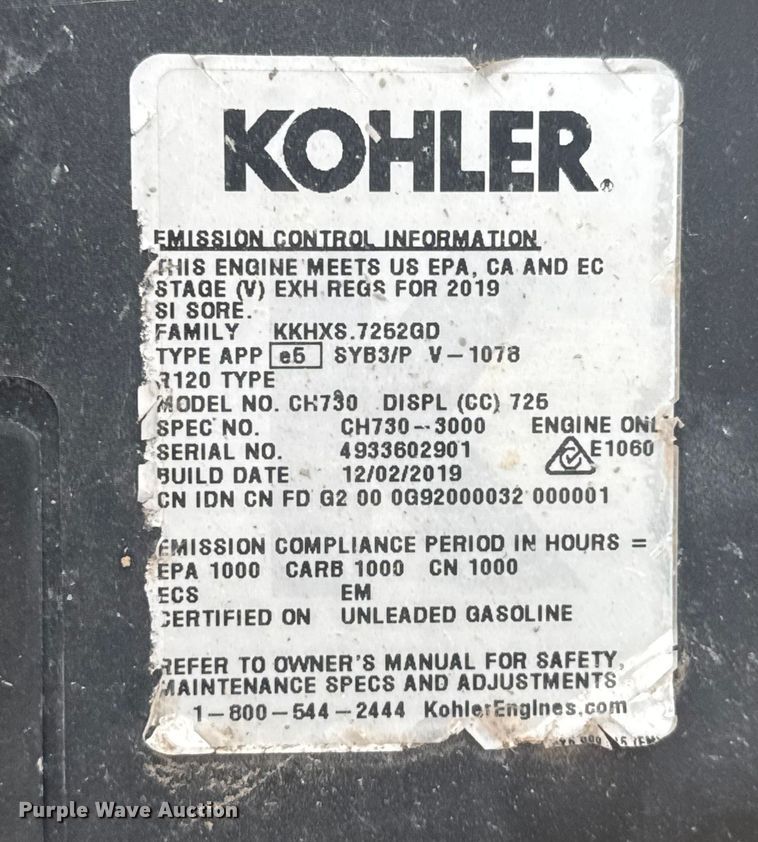 KOHLER®
EMISSION CONTROL INFORMATION
THIS ENGINE MEETS US EPA, CA AND EC
STAGE (V) EXH REGS FOR 2019
SI SORE.
FAMILY KKHXS.7252GD
TYPE APP e5 SYB3/P V-1078
R120 TYPE
MODEL NO. CH730 DISPL (CC) 725
SPEC NO. CH730-3000 ENGINE ONL
SERIAL NO. 4933602901 E1060
BUILD DATE 12/02/2019
CN IDN CN FD G2 00 0G92000032 000001
EMISSION COMPLIANCE PERIOD IN HOURS =
EPA 1000 CARB 1000 CN 1000
ECS EM
CERTIFIED ON UNLEADED GASOLINE
REFER TO OWNER'S MANUAL FOR SAFETY,
MAINTENANCE SPECS AND ADJUSTMENTS
1-800-544-2444 KohlerEngines.com
Purple Wave Auction